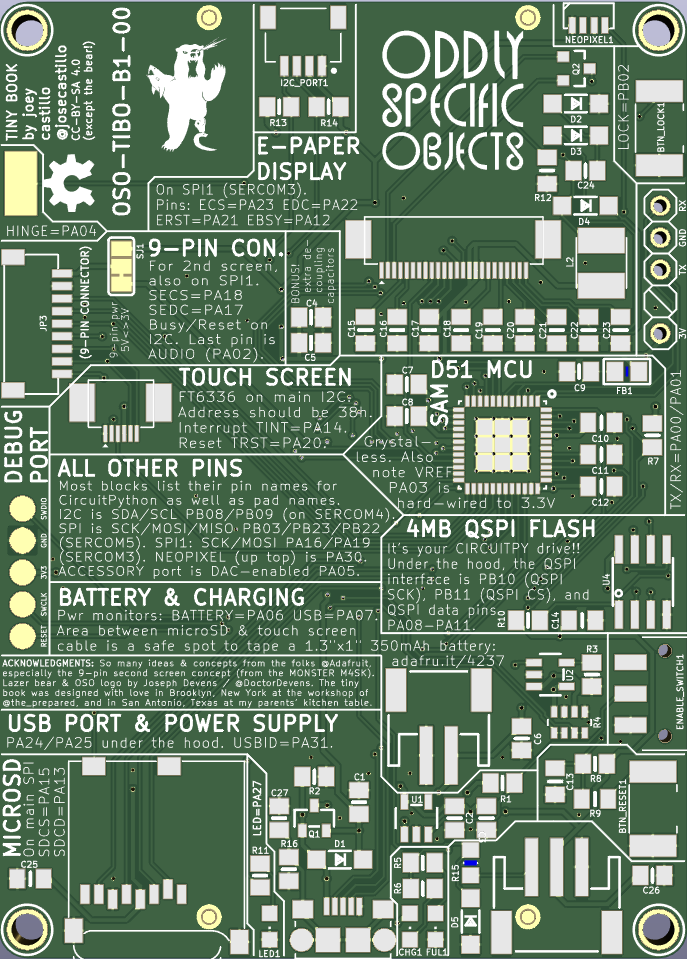 TINY BOOK
by joey
castillo
@josecastillo
CC-BY-SA 4.0
(except the bear!)
OSO-TIBO-B1-00
I2C_PORT1
R13
R14
ODDLY
SPECIFIC
OBJECTS
NEOPIXEL1
Q2
D2
D3
C24
R12
D4
LOCK=PB02
BTN_LOCK1
E-PAPER
DISPLAY
On SPI1 (SERCOM3).
Pins: ECS=PA23 EDC=PA22
ERST=PA21 EBSY=PA12
HINGE=PA04
RX
GND
TX
3V
L2
JP3
(9-PIN CONNECTOR)
SJ1
9-pin pwr
5V<->3V
9-PIN CON.
For 2nd screen,
also on SPI1.
SECS=PA18
SEDC=PA17
Busy/Reset on
I2C. Last pin is
AUDIO (PA02).
BONUS!
extra de
coupling
capacitors
C4
C5
C15
C16
C17
C18
C19
C20
C21
C22
C23
TOUCH SCREEN
FT6336 on main I2C.
Address should be 38h.
Interrupt TINT=PA14.
Reset TRST=PA20.
C7
C8
SAM
D51 MCU
C9
FB1
C10
C11
C12
R7
TX/RX=PA00/PA01
Crystal-
less. Also
note VREF
PA03 is
hard-wired to 3.3V
DEBUG
PORT
SWDIO
GND
3V3
SWCLK
RESET
ALL OTHER PINS
Most blocks list their pin names for
CircuitPython as well as pad names.
I2C is SDA/SCL PB08/PB09 (on SERCOM4).
SPI is SCK/MOSI/MISO PB03/PB23/PB22
(SERCOM5). SPI1: SCK/MOSI PA16/PA19
(SERCOM3). NEOPIXEL (up top) is PA30.
ACCESSORY port is DAC-enabled PA05.
4MB QSPI FLASH
It's your CIRCUITPY drive!!
Under the hood, the QSPI
interface is PB10 (QSPI
SCK), PB11 (QSPI CS), and
QSPI data pins
PA08-PA11.
R10
C14
U4
BATTERY & CHARGING
Pwr monitors: BATTERY=PA06 USB=PA07.
Area between microSD & touch screen
cable is a safe spot to tape a 1.3"x1" 350mAh battery:
adafru.it/4237
ACKNOWLEDGMENTS: So many ideas & concepts from the folks @Adafruit,
especially the 9-pin second screen concept (from the MONSTER M4SK).
Lazer bear & OSO logo by Joseph Devens / @DoctorDevens. The tiny
book was designed with love in Brooklyn, New York at the workshop of
@the_prepared, and in San Antonio, Texas at my parents' kitchen table.
R3
U2
R4
C6
ENABLE_SWITCH1
USB PORT & POWER SUPPLY
PA24/PA25 under the hood. USBID=PA31.
MICROSD
On main SPI
SDCS=PA15
SDCD=PA13
C25
LED=PA27
C27
R2
C1
Q1
R11
R16
D1
LED1
U1
C2
R1
C13
R8
R9
BTN_RESET1
R5
R6
R15
D5
CHG1
FUL1
C26